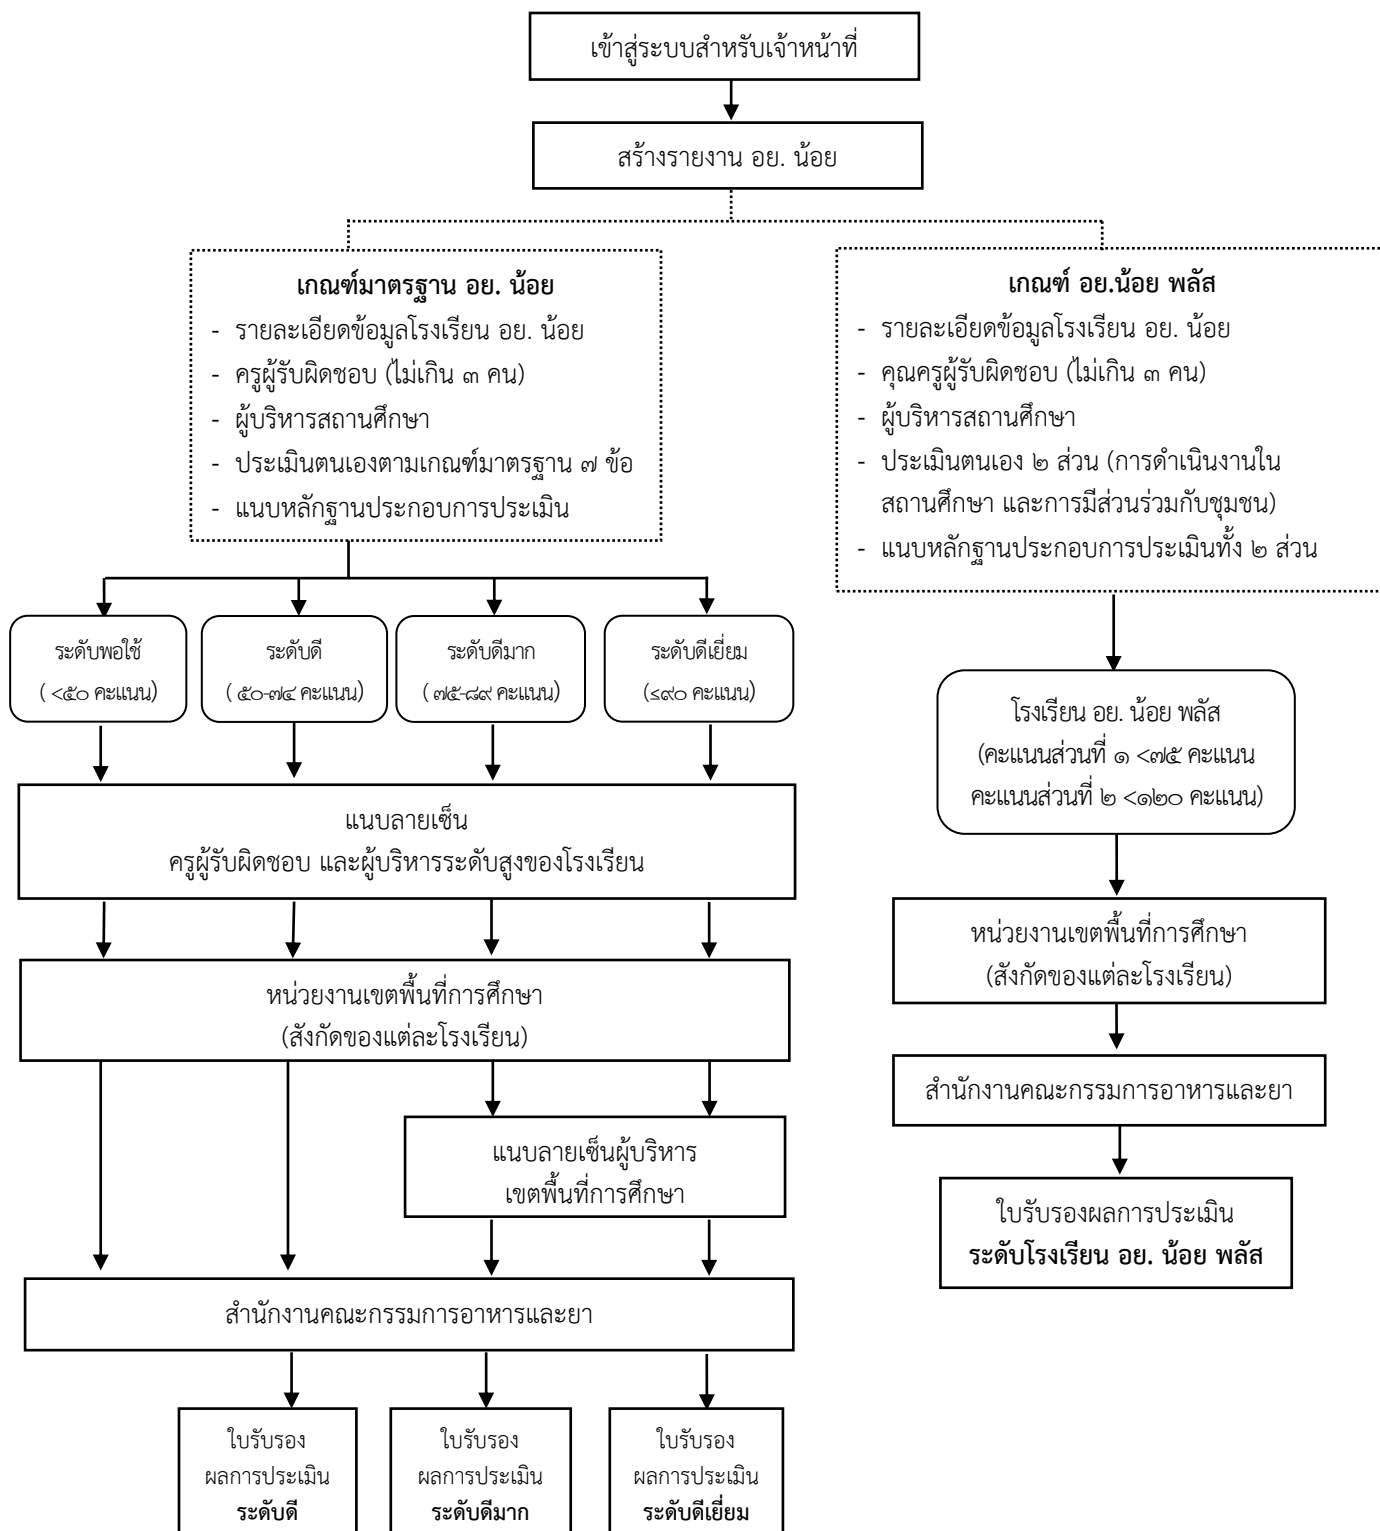 เข้าสู่ระบบสำหรับเจ้าหน้าที่
สร้างรายงาน อย. น้อย
เกณฑ์มาตรฐาน อย. น้อย
- รายละเอียดข้อมูลโรงเรียน อย. น้อย
- ครูผู้รับผิดชอบ (ไม่เกิน ๓ คน)
- ผู้บริหารสถานศึกษา
- ประเมินตนเองตามเกณฑ์มาตรฐาน ๗ ข้อ
- แนบหลักฐานประกอบการประเมิน
เกณฑ์ อย.น้อย พลัส
- รายละเอียดข้อมูลโรงเรียน อย. น้อย
- คุณครูผู้รับผิดชอบ (ไม่เกิน ๓ คน)
- ผู้บริหารสถานศึกษา
- ประเมินตนเอง ๒ ส่วน (การดำเนินงานใน
สถานศึกษา และการมีส่วนร่วมกับชุมชน)
- แนบหลักฐานประกอบการประเมินทั้ง ๒ ส่วน
ระดับพอใช้
( <๕๐ คะแนน)
ระดับดี
( ๕๐-๗๔ คะแนน)
ระดับดีมาก
( ๗๕-๘๙ คะแนน)
ระดับดีเยี่ยม
(≤๙๐ คะแนน)
แนบลายเซ็น
ครูผู้รับผิดชอบ และผู้บริหารระดับสูงของโรงเรียน
หน่วยงานเขตพื้นที่การศึกษา
(สังกัดของแต่ละโรงเรียน)
แนบลายเซ็นผู้บริหาร
เขตพื้นที่การศึกษา
สำนักงานคณะกรรมการอาหารและยา
ใบรับรอง
ผลการประเมิน
ระดับดี
ใบรับรอง
ผลการประเมิน
ระดับดีมาก
ใบรับรอง
ผลการประเมิน
ระดับดีเยี่ยม
โรงเรียน อย. น้อย พลัส
(คะแนนส่วนที่ ๑ <๗๕ คะแนน
คะแนนส่วนที่ ๒ <๑๒๐ คะแนน)
หน่วยงานเขตพื้นที่การศึกษา
(สังกัดของแต่ละโรงเรียน)
สำนักงานคณะกรรมการอาหารและยา
ใบรับรองผลการประเมิน
ระดับโรงเรียน อย. น้อย พลัส